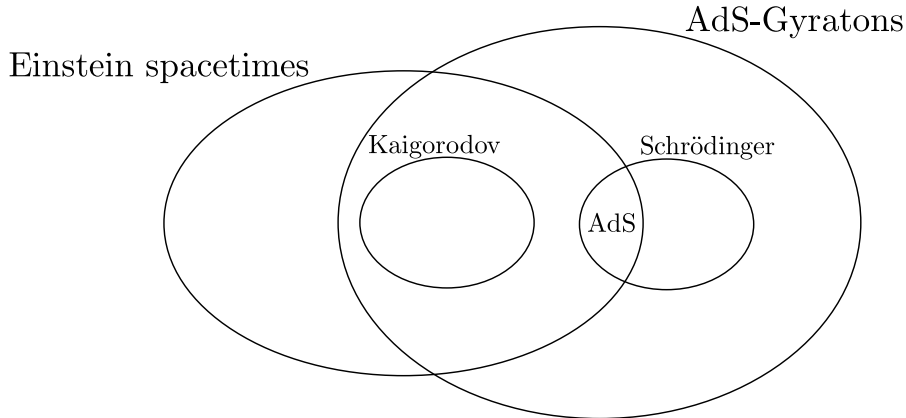 AdS-Gyratons
Einstein spacetimes
Kaigorodov
Schrödinger
AdS